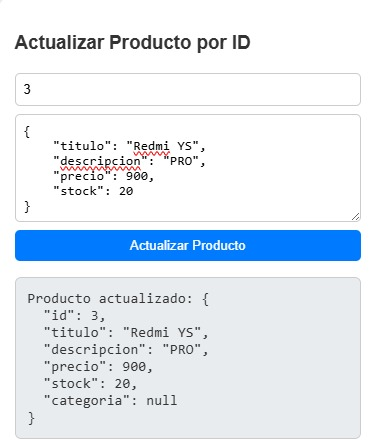 Actualizar Producto por ID
3
{
    "titulo": "Redmi YS",
    "descripcion": "PRO",
    "precio": 900,
    "stock": 20
}
Actualizar Producto
Producto actualizado: {
  "id": 3,
  "titulo": "Redmi YS",
  "descripcion": "PRO",
  "precio": 900,
  "stock": 20,
  "categoria": null
}